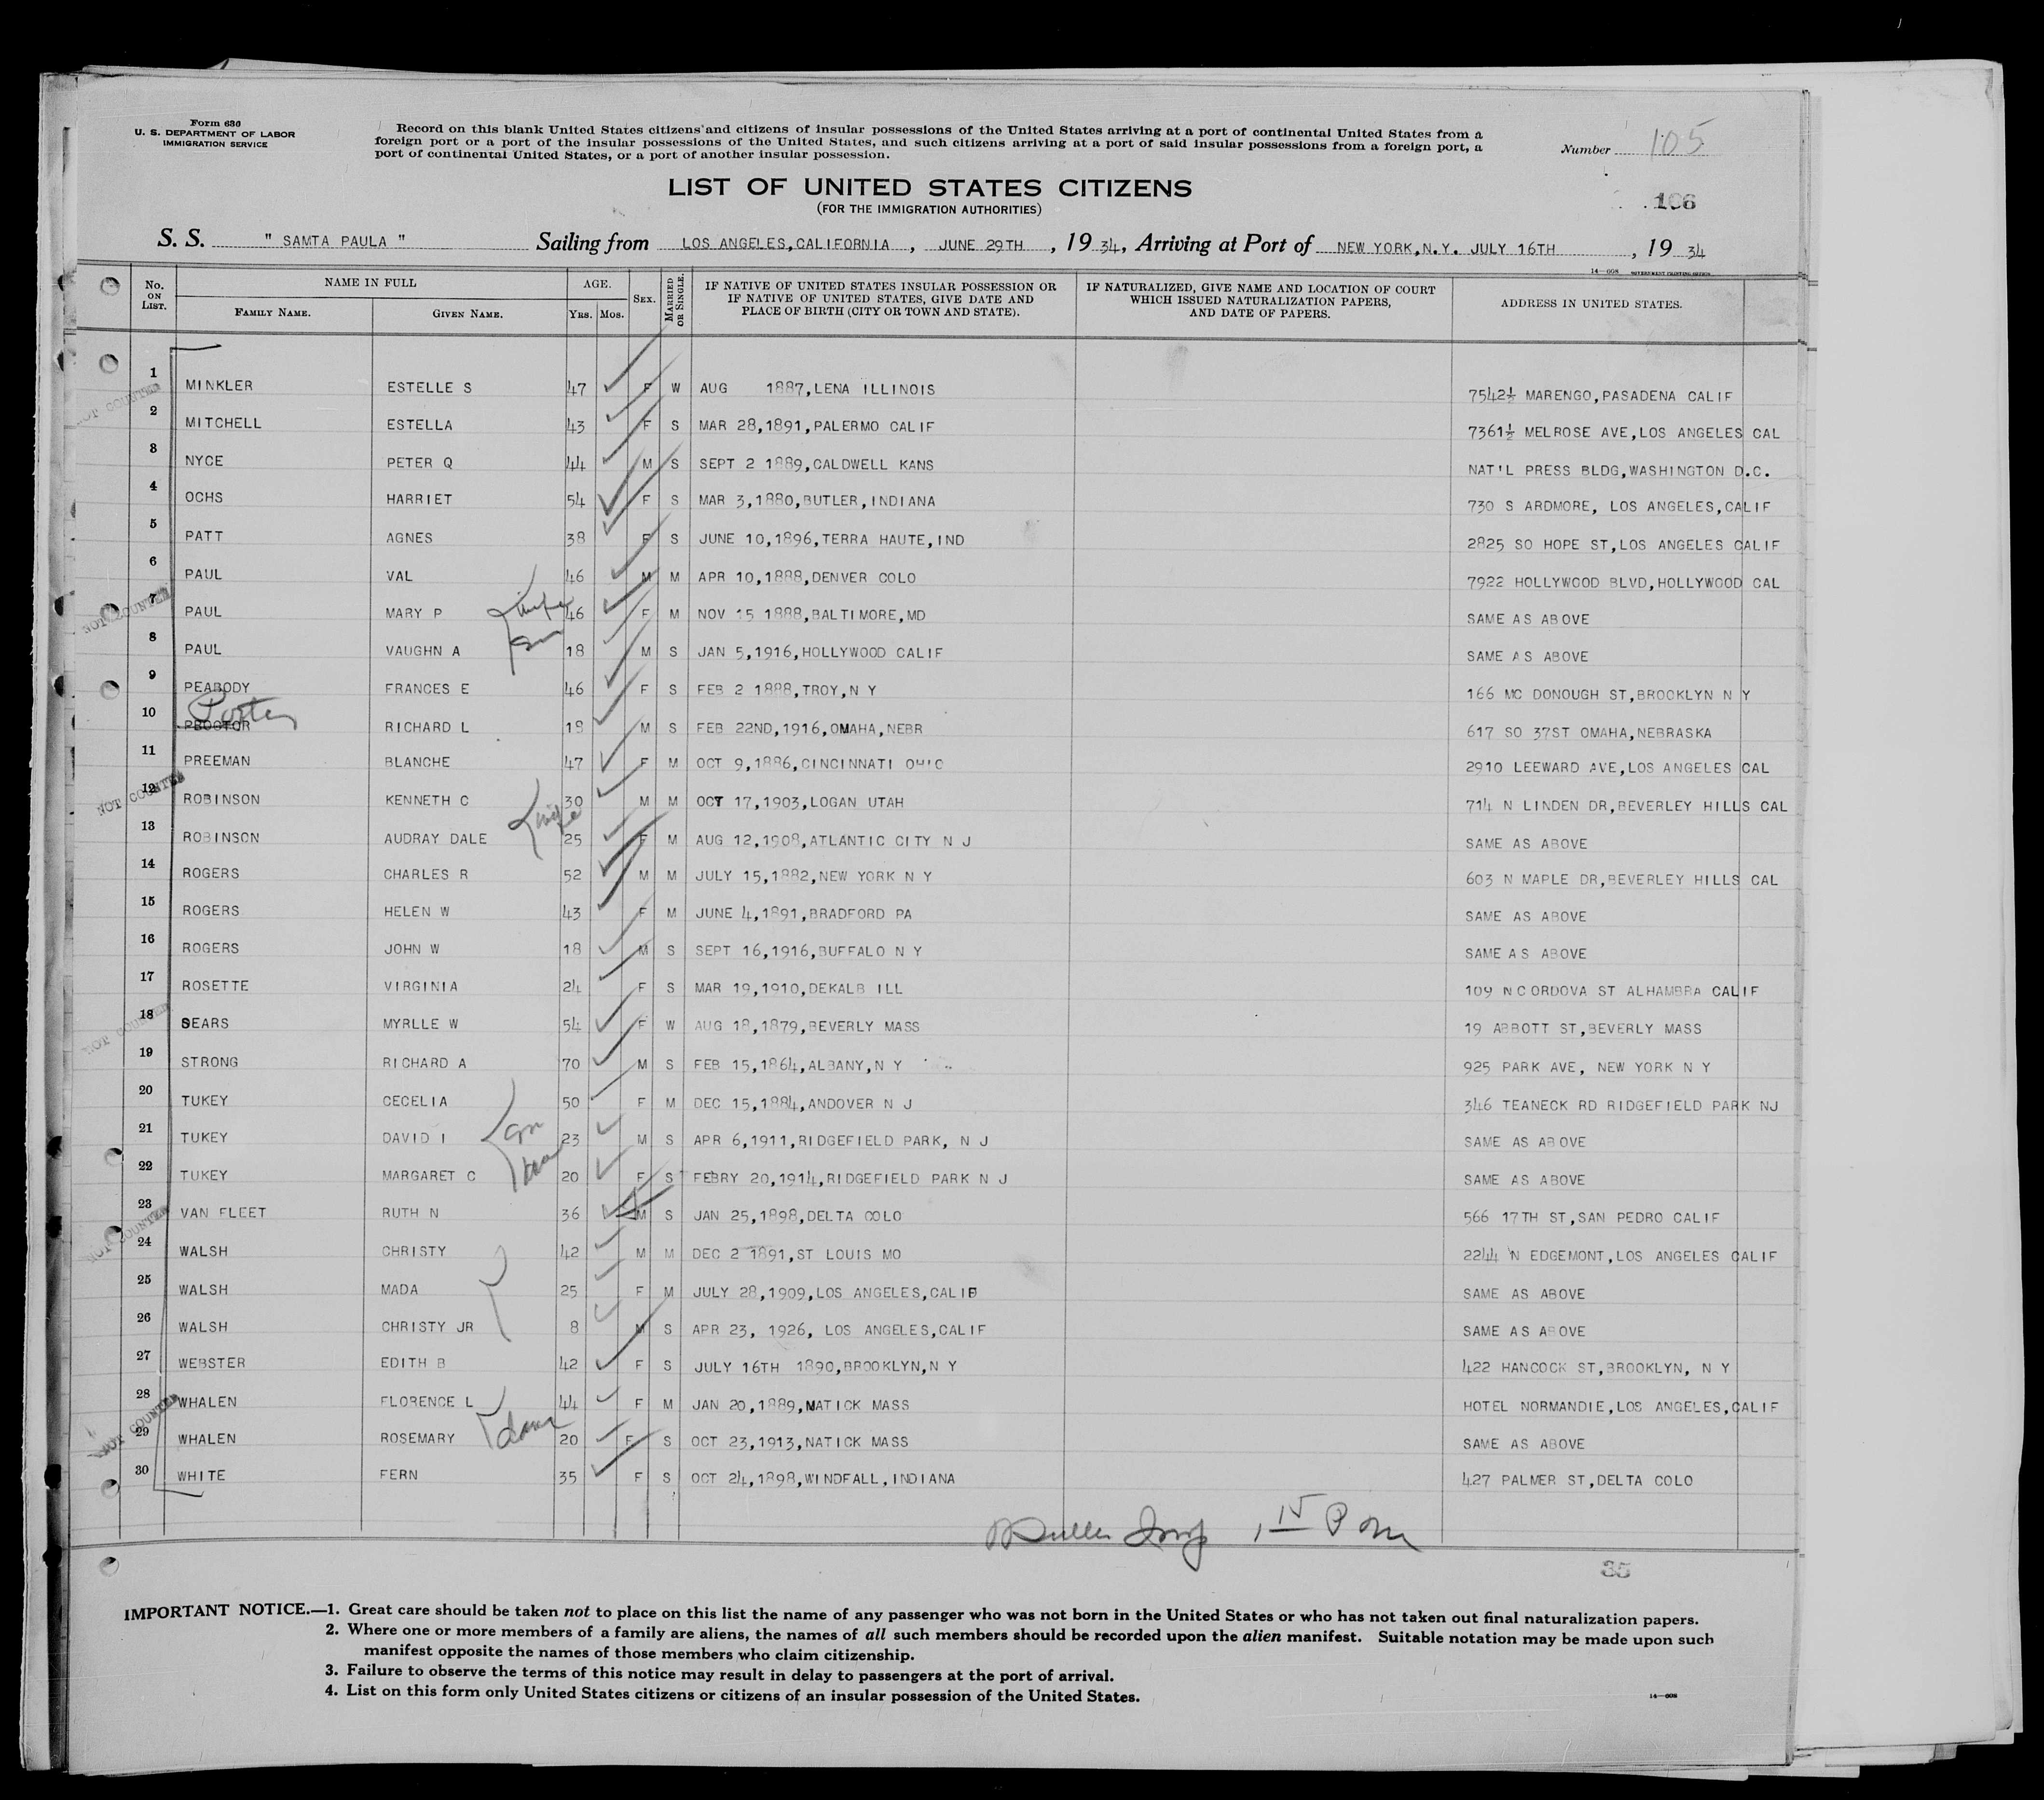 Form 630
U. S. DEPARTMENT OF LABOR
IMMIGRATION SERVICE
Record on this blank United States citizens and citizens of insular possessions of the United States arriving at a port of continental United States from a
foreign port or a port of the insular possessions of the United States, and such citizens arriving at a port of said insular possessions from a foreign port, a
port of continental United States, or a port of another insular possession.
Number 105
106
LIST OF UNITED STATES CITIZENS
(FOR THE IMMIGRATION AUTHORITIES)
S. S. " SAMTA PAULA " Sailing from LOS ANGELES,CALIFORNIA , JUNE 29TH , 19 34, Arriving at Port of NEW YORK,N.Y. JULY 16TH , 19 34
14—608 GOVERNMENT PRINTING OFFICE
No. ON LIST. NAME IN FULL AGE. SEX. MARRIED OR SINGLE. IF NATIVE OF UNITED STATES INSULAR POSSESSION OR IF NATIVE OF UNITED STATES, GIVE DATE AND PLACE OF BIRTH (CITY OR TOWN AND STATE). IF NATURALIZED, GIVE NAME AND LOCATION OF COURT WHICH ISSUED NATURALIZATION PAPERS, AND DATE OF PAPERS. ADDRESS IN UNITED STATES.
FAMILY NAME. GIVEN NAME. YRS. MOS.
1 MINKLER ESTELLE S 47 F W AUG 1887,LENA ILLINOIS 7542½ MARENGO,PASADENA CALIF
NOT COUNTED
2 MITCHELL ESTELLA 43 F S MAR 28,1891,PALERMO CALIF 7361½ MELROSE AVE,LOS ANGELES CAL
3 NYCE PETER Q 44 M S SEPT 2 1889,CALDWELL KANS NAT'L PRESS BLDG,WASHINGTON D.C.
4 OCHS HARRIET 54 F S MAR 3,1880,BUTLER,INDIANA 730 S ARDMORE, LOS ANGELES,CALIF
5 PATT AGNES 38 F S JUNE 10,1896,TERRA HAUTE,IND 2825 SO HOPE ST,LOS ANGELES CALIF
6 PAUL VAL 46 M M APR 10,1888,DENVER COLO 7922 HOLLYWOOD BLVD,HOLLYWOOD CAL
NOT COUNTED
7 PAUL MARY P wife 46 F M NOV 15 1888,BALTIMORE,MD SAME AS ABOVE
8 PAUL VAUGHN A Son 18 M S JAN 5,1916,HOLLYWOOD CALIF SAME AS ABOVE
9 PEABODY FRANCES E 46 F S FEB 2 1888,TROY,N Y 166 MC DONOUGH ST,BROOKLYN N Y
Porter
10 PROCTOR RICHARD L 18 M S FEB 22ND,1916,OMAHA,NEBR 617 SO 37ST OMAHA,NEBRASKA
11 PREEMAN BLANCHE 47 F M OCT 9,1886,CINCINNATI OHIO 2910 LEEWARD AVE,LOS ANGELES CAL
NOT COUNTED
12 ROBINSON KENNETH C 30 M M OCT 17,1903,LOGAN UTAH 714 N LINDEN DR,BEVERLEY HILLS CAL
13 ROBINSON AUDRAY DALE wife 25 F M AUG 12,1908,ATLANTIC CITY N J SAME AS ABOVE
14 ROGERS CHARLES R 52 M M JULY 15,1882,NEW YORK N Y 603 N MAPLE DR,BEVERLEY HILLS CAL
15 ROGERS HELEN W 43 F M JUNE 4,1891,BRADFORD PA SAME AS ABOVE
16 ROGERS JOHN W 18 M S SEPT 16,1916,BUFFALO N Y SAME AS ABOVE
17 ROSETTE VIRGINIA 24 F S MAR 19,1910,DEKALB ILL 109 N CORDOVA ST ALHAMBRA CALIF
NOT COUNTED
18 SEARS MYRLLE W 54 F W AUG 18,1879,BEVERLY MASS 19 ABBOTT ST,BEVERLY MASS
19 STRONG RICHARD A 70 M S FEB 15,1864,ALBANY,N Y 925 PARK AVE, NEW YORK N Y
20 TUKEY CECELIA 50 F M DEC 15,1884,ANDOVER N J 346 TEANECK RD RIDGEFIELD PARK NJ
21 TUKEY DAVID I Son 23 M S APR 6,1911,RIDGEFIELD PARK, N J SAME AS ABOVE
22 TUKEY MARGARET C 20 F S FEBRY 20,1914,RIDGEFIELD PARK N J SAME AS ABOVE
23 VAN FLEET RUTH N 36 M S JAN 25,1898,DELTA COLO 566 17TH ST,SAN PEDRO CALIF
NOT COUNTED
24 WALSH CHRISTY 42 M M DEC 2 1891,ST LOUIS MO 2244 N EDGEMONT,LOS ANGELES CALIF
25 WALSH MADA 25 F M JULY 28,1909,LOS ANGELES,CALIF SAME AS ABOVE
26 WALSH CHRISTY JR 8 M S APR 23, 1926, LOS ANGELES,CALIF SAME AS ABOVE
27 WEBSTER EDITH B 42 F S JULY 16TH 1890,BROOKLYN,N Y 422 HANCOCK ST,BROOKLYN, N Y
28 WHALEN FLORENCE L 44 F M JAN 20,1889,NATICK MASS HOTEL NORMANDIE,LOS ANGELES,CALIF
NOT COUNTED
29 WHALEN ROSEMARY 20 F S OCT 23,1913,NATICK MASS SAME AS ABOVE
30 WHITE FERN 35 F S OCT 24,1898,WINDFALL,INDIANA 427 PALMER ST,DELTA COLO
35
IMPORTANT NOTICE.—1. Great care should be taken not to place on this list the name of any passenger who was not born in the United States or who has not taken out final naturalization papers.
2. Where one or more members of a family are aliens, the names of all such members should be recorded upon the alien manifest. Suitable notation may be made upon such
manifest opposite the names of those members who claim citizenship.
3. Failure to observe the terms of this notice may result in delay to passengers at the port of arrival.
4. List on this form only United States citizens or citizens of an insular possession of the United States.
14—608